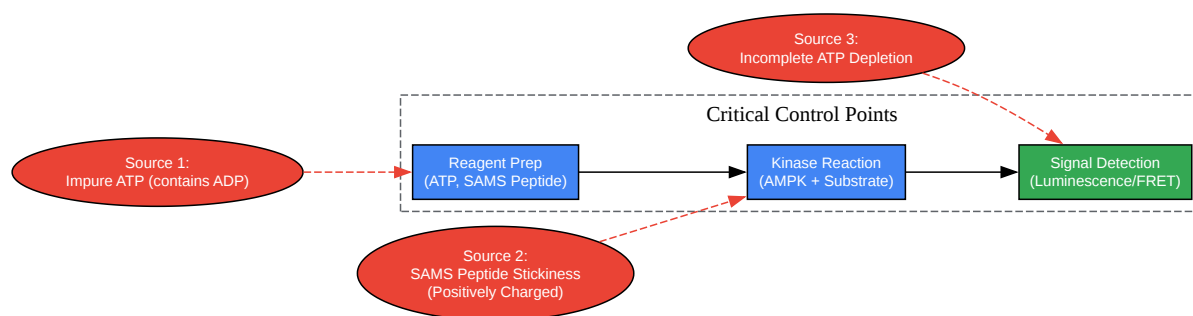 Source 3:
Incomplete ATP Depletion
Critical Control Points
Source 1:
Impure ATP (contains ADP)
Reagent Prep
(ATP, SAMS Peptide)
Kinase Reaction
(AMPK + Substrate)
Signal Detection
(Luminescence/FRET)
Source 2:
SAMS Peptide Stickiness
(Positively Charged)